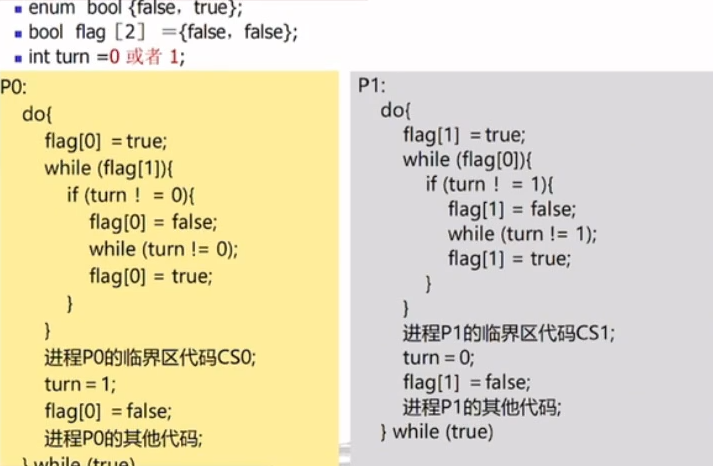 enum bool {false，true};
bool flag［2］={false，false};
int turn =0 或者 1;
P0:
do{
flag[0] =true;
while (flag[1]){
if (turn ！= 0){
flag[0] = false;
while (turn != 0);
flag[0] = true;
}
}
进程P0的临界区代码CS0;
turn=1;
flag[0] =false;
进程P0的其他代码;
} while (true)
P1:
do{
flag[1] =true;
while (flag[0]){
if (turn ！= 1){
flag[1] = false;
while (turn != 1);
flag[1] = true;
}
}
进程P1的临界区代码CS1;
turn=0;
flag[1] =false;
进程P1的其他代码;
} while (true)